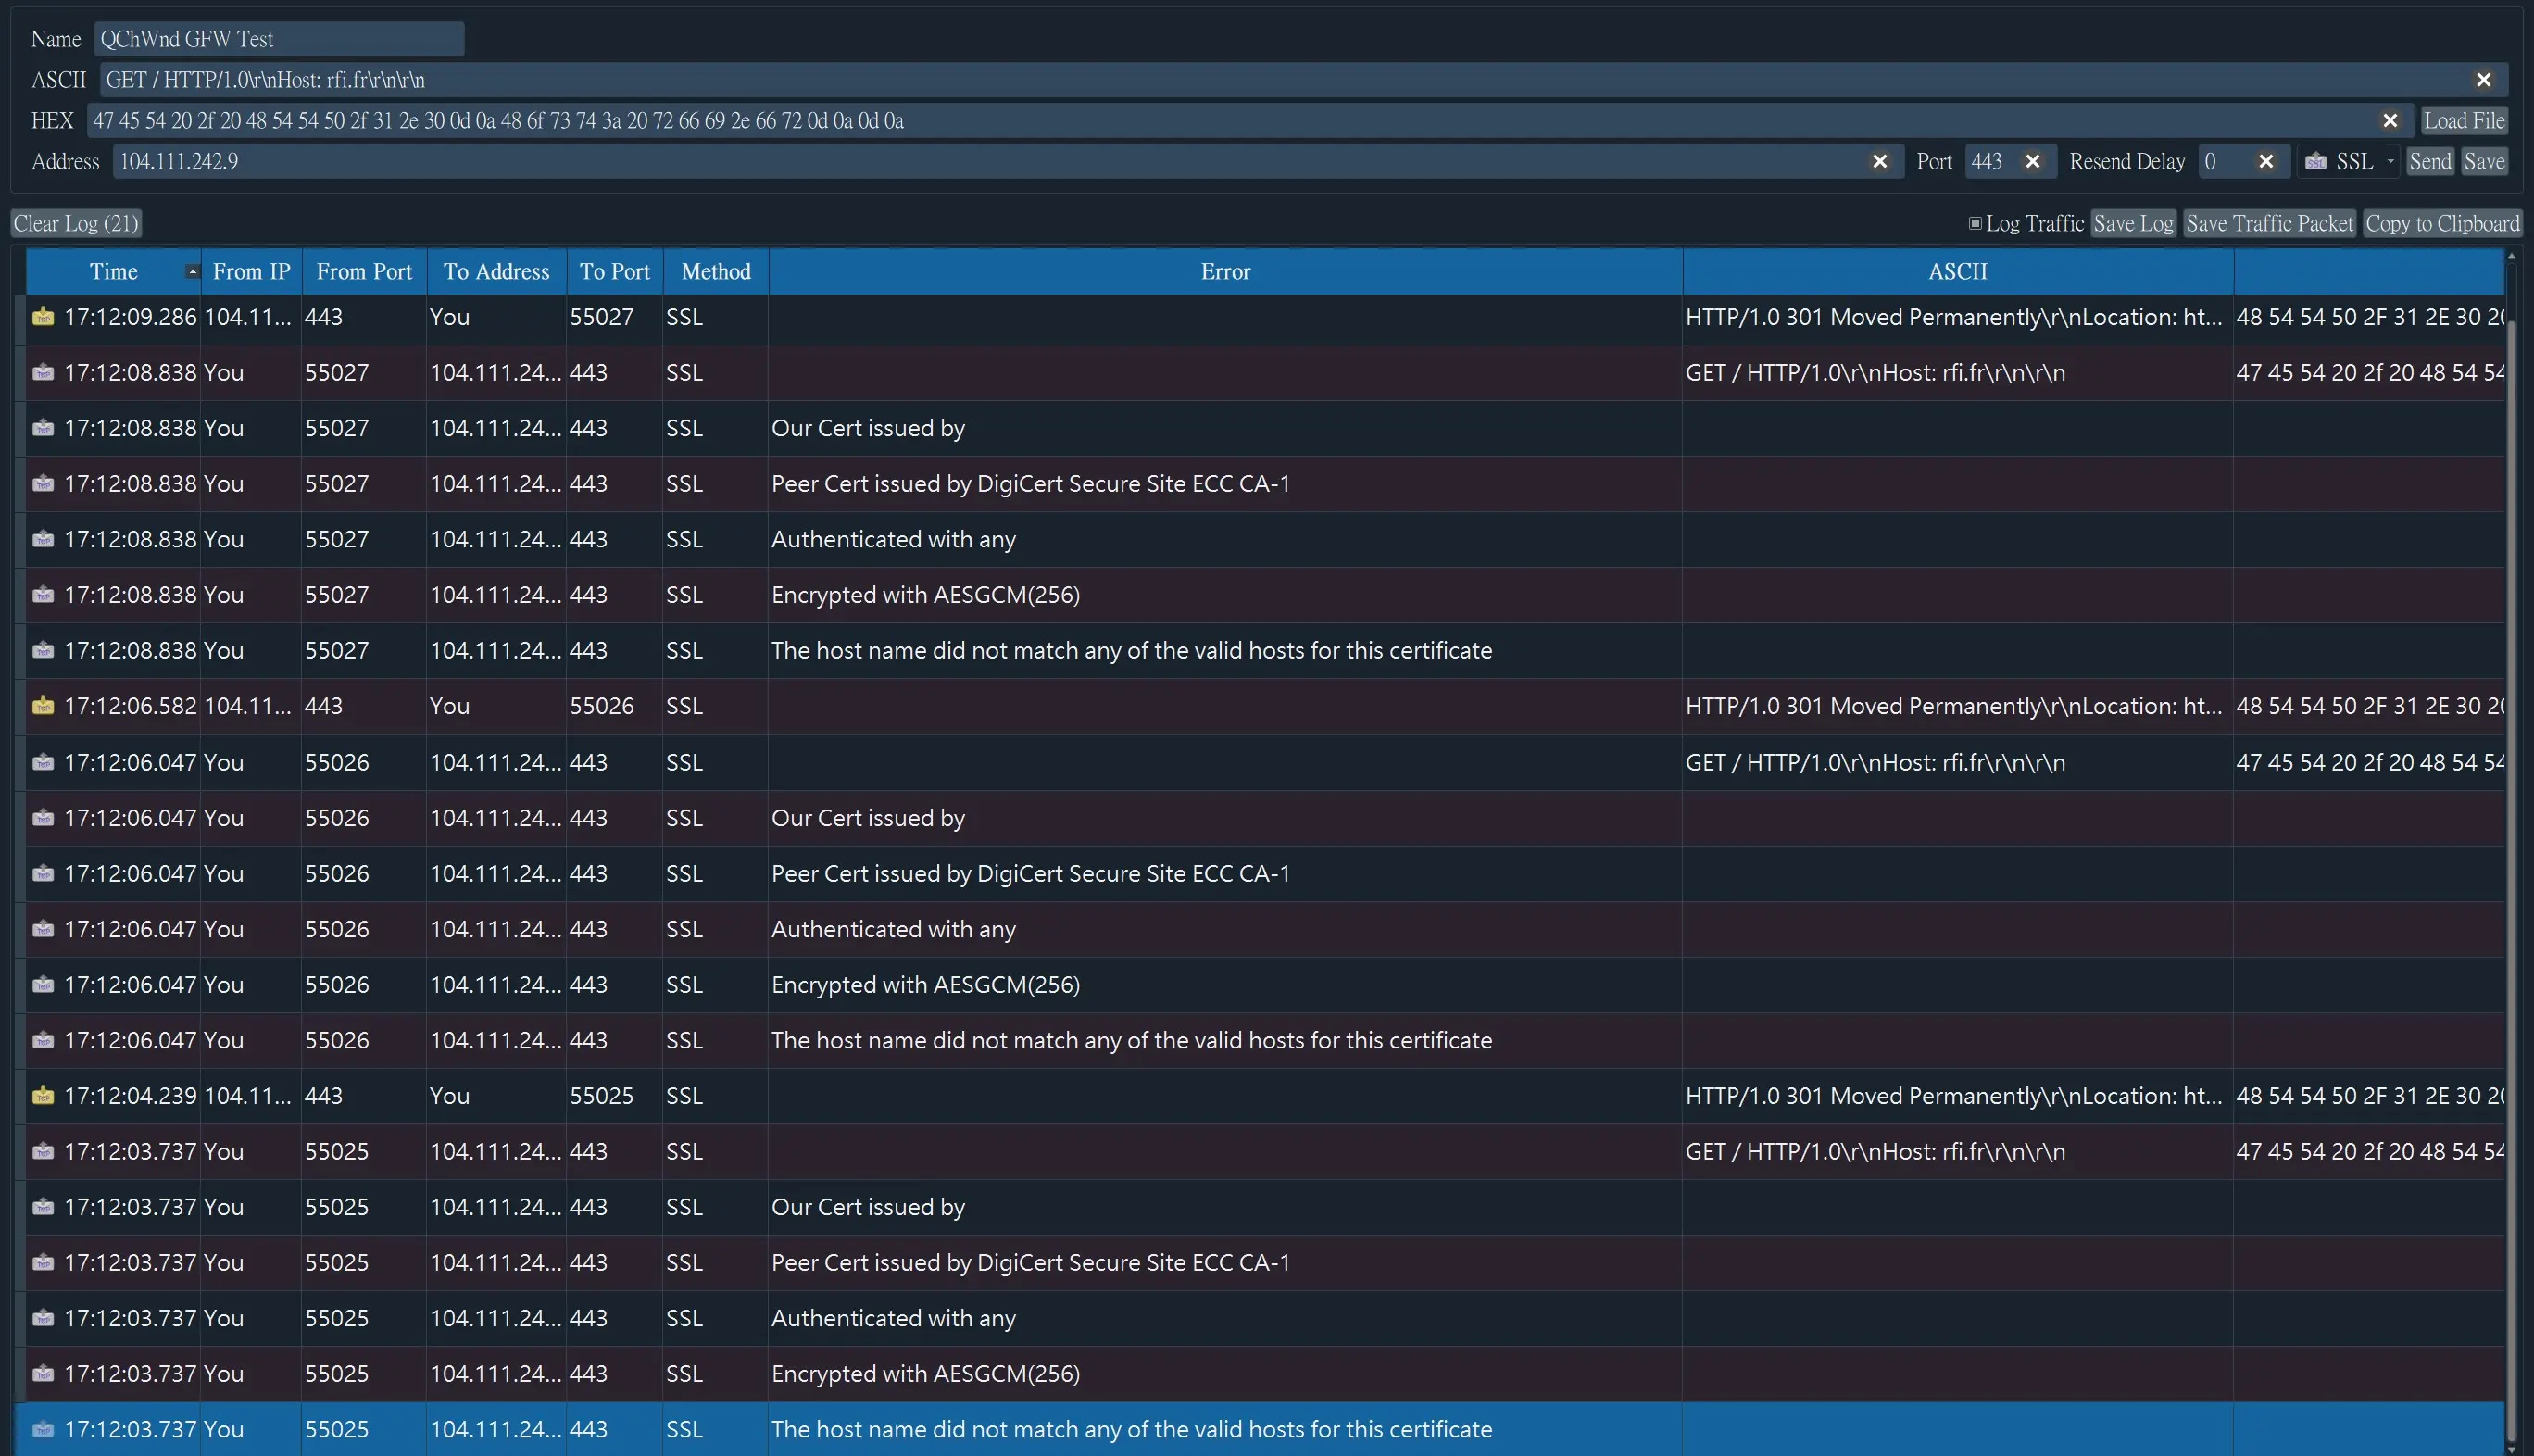 Name QChWnd GFW Test
ASCII GET / HTTP/1.0\r\nHost: rfi.fr\r\n\r\n
HEX 47 45 54 20 2f 20 48 54 54 50 2f 31 2e 30 0d 0a 48 6f 73 74 3a 20 72 66 69 2e 66 72 0d 0a 0d 0a Load File
Address 104.111.242.9 Port 443 Resend Delay 0 SSL Send Save
Clear Log (21) Log Traffic Save Log Save Traffic Packet Copy to Clipboard
Time From IP From Port To Address To Port Method Error ASCII
17:12:09.286 104.11... 443 You 55027 SSL HTTP/1.0 301 Moved Permanently\r\nLocation: ht... 48 54 54 50 2F 31 2E 30 20
17:12:08.838 You 55027 104.111.24... 443 SSL GET / HTTP/1.0\r\nHost: rfi.fr\r\n\r\n 47 45 54 20 2f 20 48 54 54
17:12:08.838 You 55027 104.111.24... 443 SSL Our Cert issued by
17:12:08.838 You 55027 104.111.24... 443 SSL Peer Cert issued by DigiCert Secure Site ECC CA-1
17:12:08.838 You 55027 104.111.24... 443 SSL Authenticated with any
17:12:08.838 You 55027 104.111.24... 443 SSL Encrypted with AESGCM(256)
17:12:08.838 You 55027 104.111.24... 443 SSL The host name did not match any of the valid hosts for this certificate
17:12:06.582 104.11... 443 You 55026 SSL HTTP/1.0 301 Moved Permanently\r\nLocation: ht... 48 54 54 50 2F 31 2E 30 20
17:12:06.047 You 55026 104.111.24... 443 SSL GET / HTTP/1.0\r\nHost: rfi.fr\r\n\r\n 47 45 54 20 2f 20 48 54 54
17:12:06.047 You 55026 104.111.24... 443 SSL Our Cert issued by
17:12:06.047 You 55026 104.111.24... 443 SSL Peer Cert issued by DigiCert Secure Site ECC CA-1
17:12:06.047 You 55026 104.111.24... 443 SSL Authenticated with any
17:12:06.047 You 55026 104.111.24... 443 SSL Encrypted with AESGCM(256)
17:12:06.047 You 55026 104.111.24... 443 SSL The host name did not match any of the valid hosts for this certificate
17:12:04.239 104.11... 443 You 55025 SSL HTTP/1.0 301 Moved Permanently\r\nLocation: ht... 48 54 54 50 2F 31 2E 30 20
17:12:03.737 You 55025 104.111.24... 443 SSL GET / HTTP/1.0\r\nHost: rfi.fr\r\n\r\n 47 45 54 20 2f 20 48 54 54
17:12:03.737 You 55025 104.111.24... 443 SSL Our Cert issued by
17:12:03.737 You 55025 104.111.24... 443 SSL Peer Cert issued by DigiCert Secure Site ECC CA-1
17:12:03.737 You 55025 104.111.24... 443 SSL Authenticated with any
17:12:03.737 You 55025 104.111.24... 443 SSL Encrypted with AESGCM(256)
17:12:03.737 You 55025 104.111.24... 443 SSL The host name did not match any of the valid hosts for this certificate